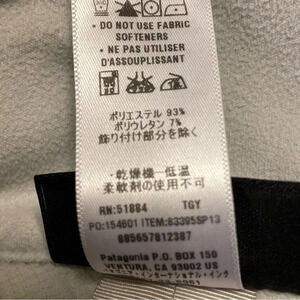 • DO NOT USE FABRIC
SOFTENERS
• NE PAS UTILISER
D'ASSOUPLISSANT
ポリエステル 93%
ポリウレタン 7%
飾り付け部分を除く
・乾燥機-低温
柔軟剤の使用不可
RN:51884 TGY
PO:154601 ITEM:83395SP13
885657812387
Patagonia P.O. BOX 150
VENTURA, CA 93002 US